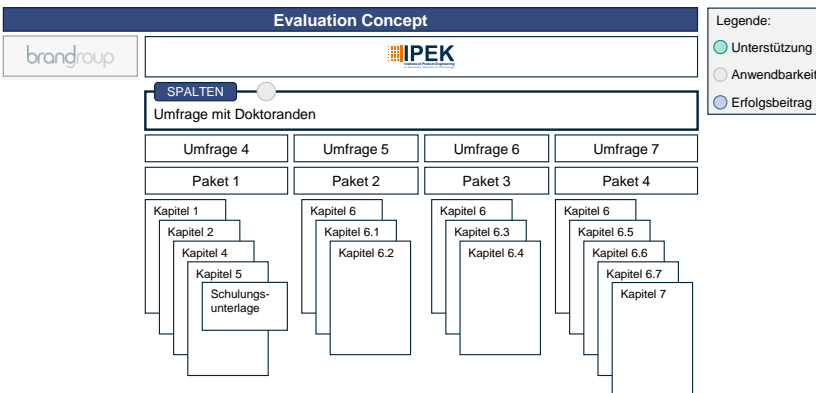 Evaluation Concept
brandgroup
IPEK
SPALTEN
Umfrage mit Doktoranden
Umfrage 4
Umfrage 5
Umfrage 6
Umfrage 7
Paket 1
Paket 2
Paket 3
Paket 4
Kapitel 1
Kapitel 2
Kapitel 4
Kapitel 5
Schulungs-
unterlage
Kapitel 6
Kapitel 6.1
Kapitel 6.2
Kapitel 6
Kapitel 6.3
Kapitel 6.4
Kapitel 6
Kapitel 6.5
Kapitel 6.6
Kapitel 6.7
Kapitel 7
Legende:
Unterstützung
Anwendbarkeit
Erfolgsbeitrag